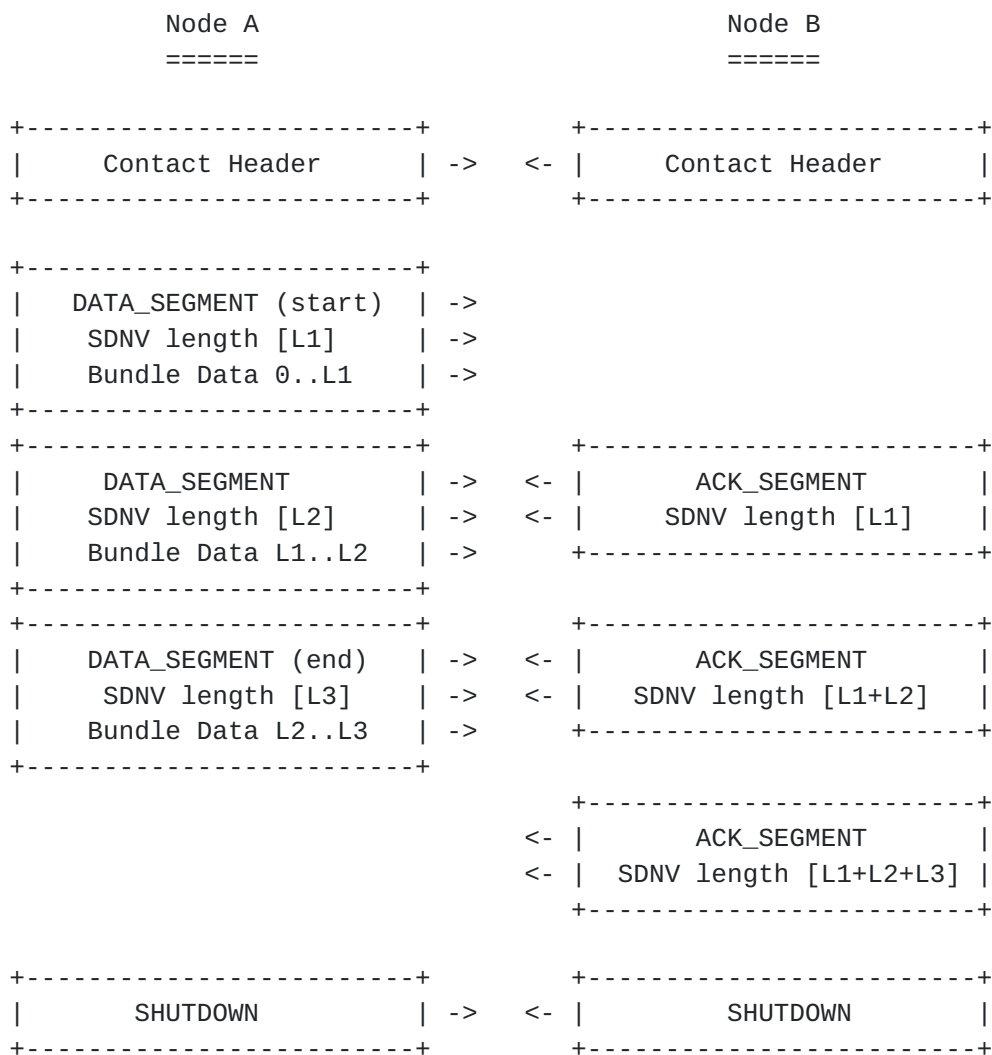 Node A                              Node B
          ======                              ======

+-------------------------+         +-------------------------+
|     Contact Header      | ->   <- |     Contact Header      |
+-------------------------+         +-------------------------+

+-------------------------+
|   DATA_SEGMENT (start)  | ->
|    SDNV length [L1]     | ->
|    Bundle Data 0..L1    | ->
+-------------------------+
+-------------------------+         +-------------------------+
|     DATA_SEGMENT        | ->   <- |       ACK_SEGMENT       |
|    SDNV length [L2]     | ->   <- |     SDNV length [L1]    |
|    Bundle Data L1..L2   | ->      +-------------------------+
+-------------------------+
+-------------------------+         +-------------------------+
|    DATA_SEGMENT (end)   | ->   <- |       ACK_SEGMENT       |
|     SDNV length [L3]    | ->   <- |   SDNV length [L1+L2]   |
|    Bundle Data L2..L3   | ->      +-------------------------+
+-------------------------+
                                    +-------------------------+
                                 <- |       ACK_SEGMENT       |
                                 <- |  SDNV length [L1+L2+L3] |
                                    +-------------------------+

+-------------------------+         +-------------------------+
|       SHUTDOWN          | ->   <- |         SHUTDOWN        |
+-------------------------+         +-------------------------+